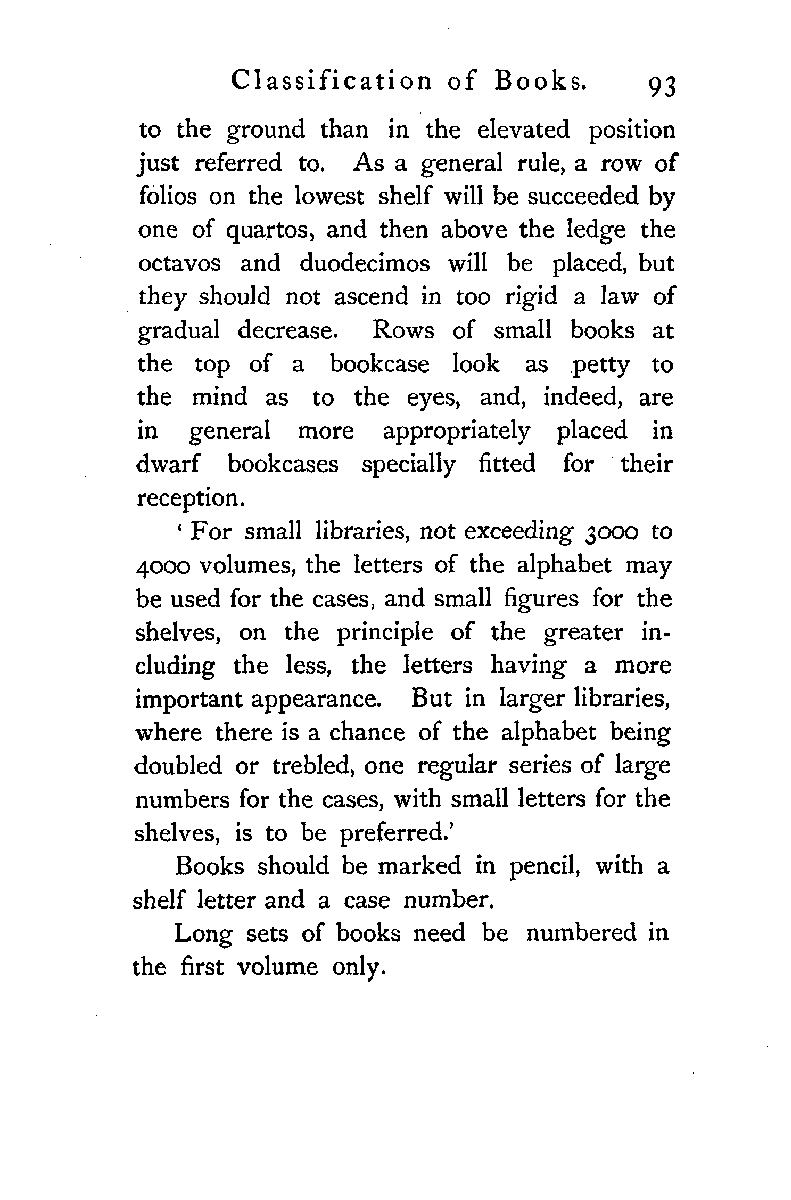 Classification of Books. 93
to the ground than in the elevated position
just referred to. As a general rule, a row of
folios on the lowest shelf will be succeeded by
one of quartos, and then above the ledge the
octavos and duodecimos will be placed, but
they should not ascend in too rigid a law of
gradual decrease. Rows of small books at
the top of a bookcase look as petty to
the mind as to the eyes, and, indeed, are
in general more appropriately placed in
dwarf bookcases specially fitted for their
reception.
‘ For small libraries, not exceeding 3000 to
4000 volumes, the letters of the alphabet may
be used for the cases, and small figures for the
shelves, on the principle of the greater in-
cluding the less, the letters having a more
important appearance. But in larger libraries,
where there is a chance of the alphabet being
doubled or trebled, one regular series of large
numbers for the cases, with small letters for the
shelves, is to be preferred.’
Books should be marked in pencil, with a
shelf letter and a case number.
Long sets of books need be numbered in
the first volume only.